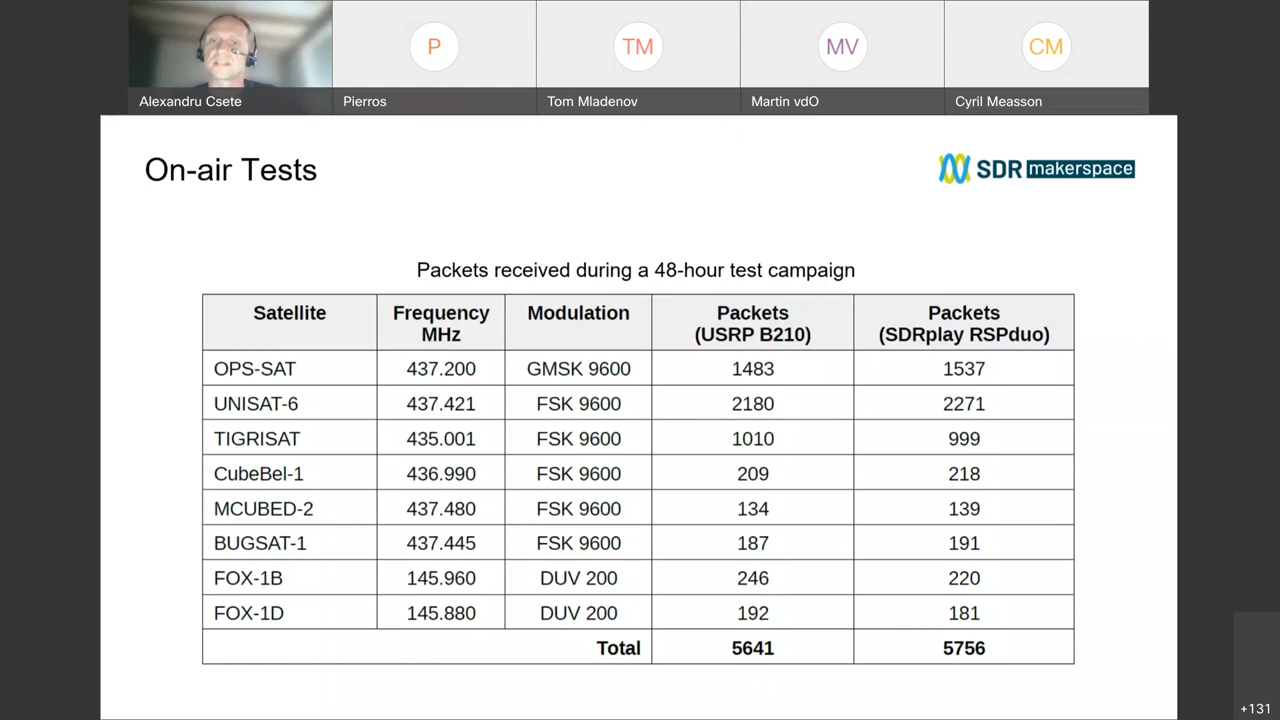 P
TM
MV
CM
Alexandru Csete
Pierros
Tom Mladenov
Martin vdO
Cyril Measson
On-air Tests
SDR makerspace
Packets received during a 48-hour test campaign
Satellite Frequency MHz Modulation Packets (USRP B210) Packets (SDRplay RSPduo)
OPS-SAT 437.200 GMSK 9600 1483 1537
UNISAT-6 437.421 FSK 9600 2180 2271
TIGRISAT 435.001 FSK 9600 1010 999
CubeBel-1 436.990 FSK 9600 209 218
MCUBED-2 437.480 FSK 9600 134 139
BUGSAT-1 437.445 FSK 9600 187 191
FOX-1B 145.960 DUV 200 246 220
FOX-1D 145.880 DUV 200 192 181
Total 5641 5756
+131